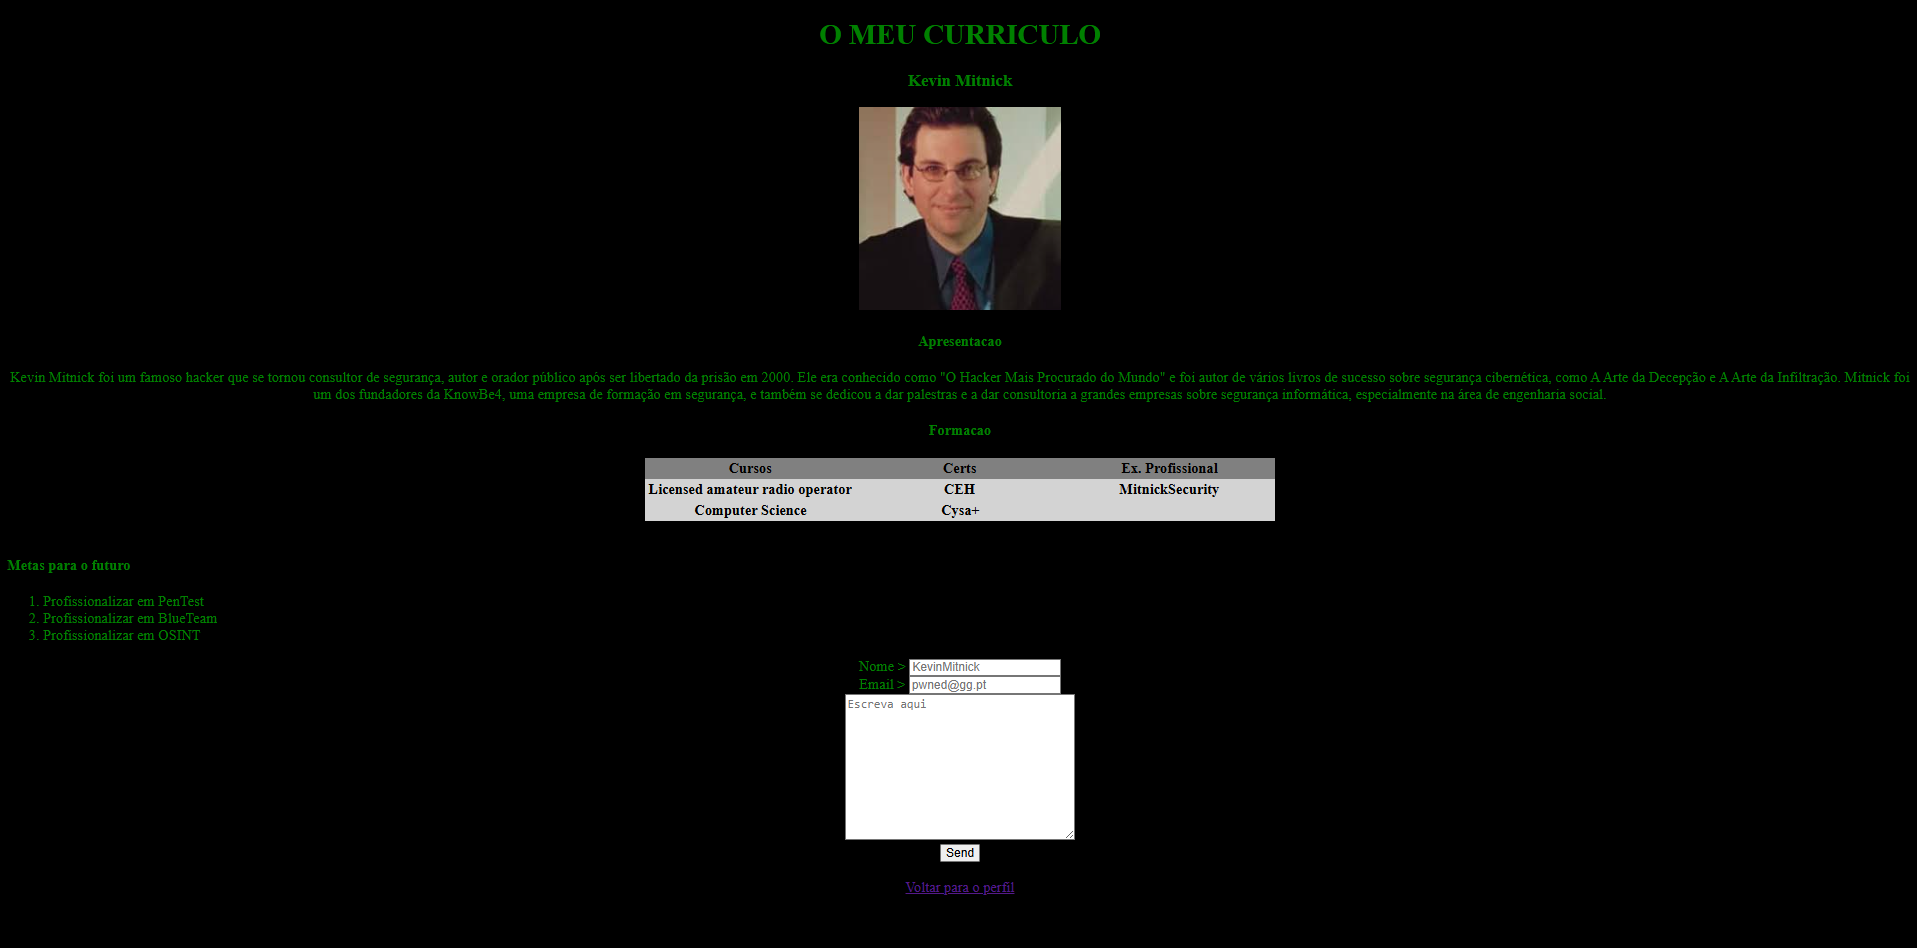 O MEU CURRICULO
Kevin Mitnick
Apresentacao
Kevin Mitnick foi um famoso hacker que se tornou consultor de segurança, autor e orador público após ser libertado da prisão em 2000. Ele era conhecido como "O Hacker Mais Procurado do Mundo" e foi autor de vários livros de sucesso sobre segurança cibernética, como A Arte da Decepção e A Arte da Infiltração. Mitnick foi
um dos fundadores da KnowBe4, uma empresa de formação em segurança, e também se dedicou a dar palestras e a dar consultoria a grandes empresas sobre segurança informática, especialmente na área de engenharia social.
Formacao
Cursos Certs Ex. Profissional
Licensed amateur radio operator CEH MitnickSecurity
Computer Science Cysa+
Metas para o futuro
1. Profissionalizar em PenTest
2. Profissionalizar em BlueTeam
3. Profissionalizar em OSINT
Nome > KevinMitnick
Email > pwned@gg.pt
Escreva aqui
Send
Voltar para o perfil